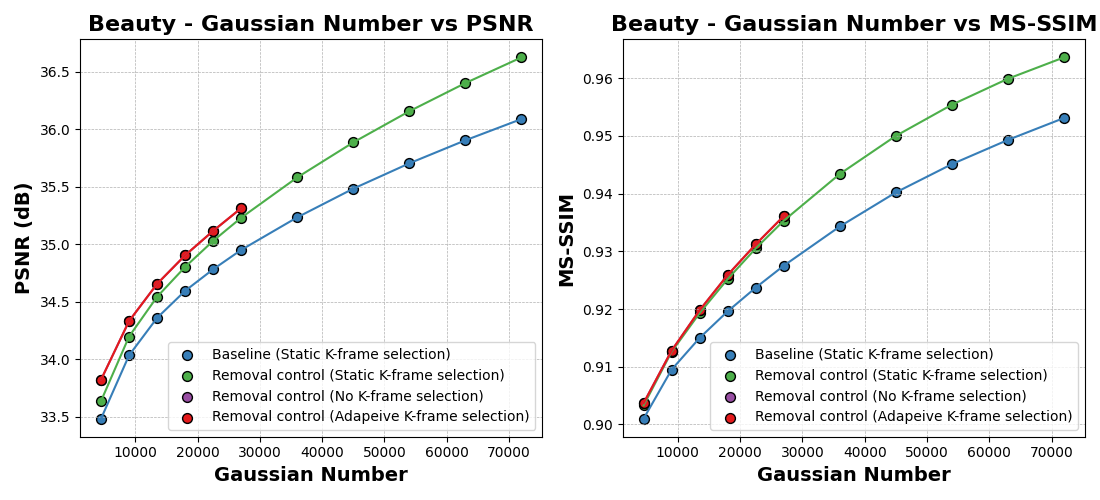 Beauty - Gaussian Number vs PSNR
PSNR (dB)
36.5
36.0
35.5
35.0
34.5
34.0
33.5
Baseline (Static K-frame selection)
Removal control (Static K-frame selection)
Removal control (No K-frame selection)
Removal control (Adapeive K-frame selection)
10000 20000 30000 40000 50000 60000 70000
Gaussian Number
Beauty - Gaussian Number vs MS-SSIM
MS-SSIM
0.96
0.95
0.94
0.93
0.92
0.91
0.90
Baseline (Static K-frame selection)
Removal control (Static K-frame selection)
Removal control (No K-frame selection)
Removal control (Adapeive K-frame selection)
10000 20000 30000 40000 50000 60000 70000
Gaussian Number